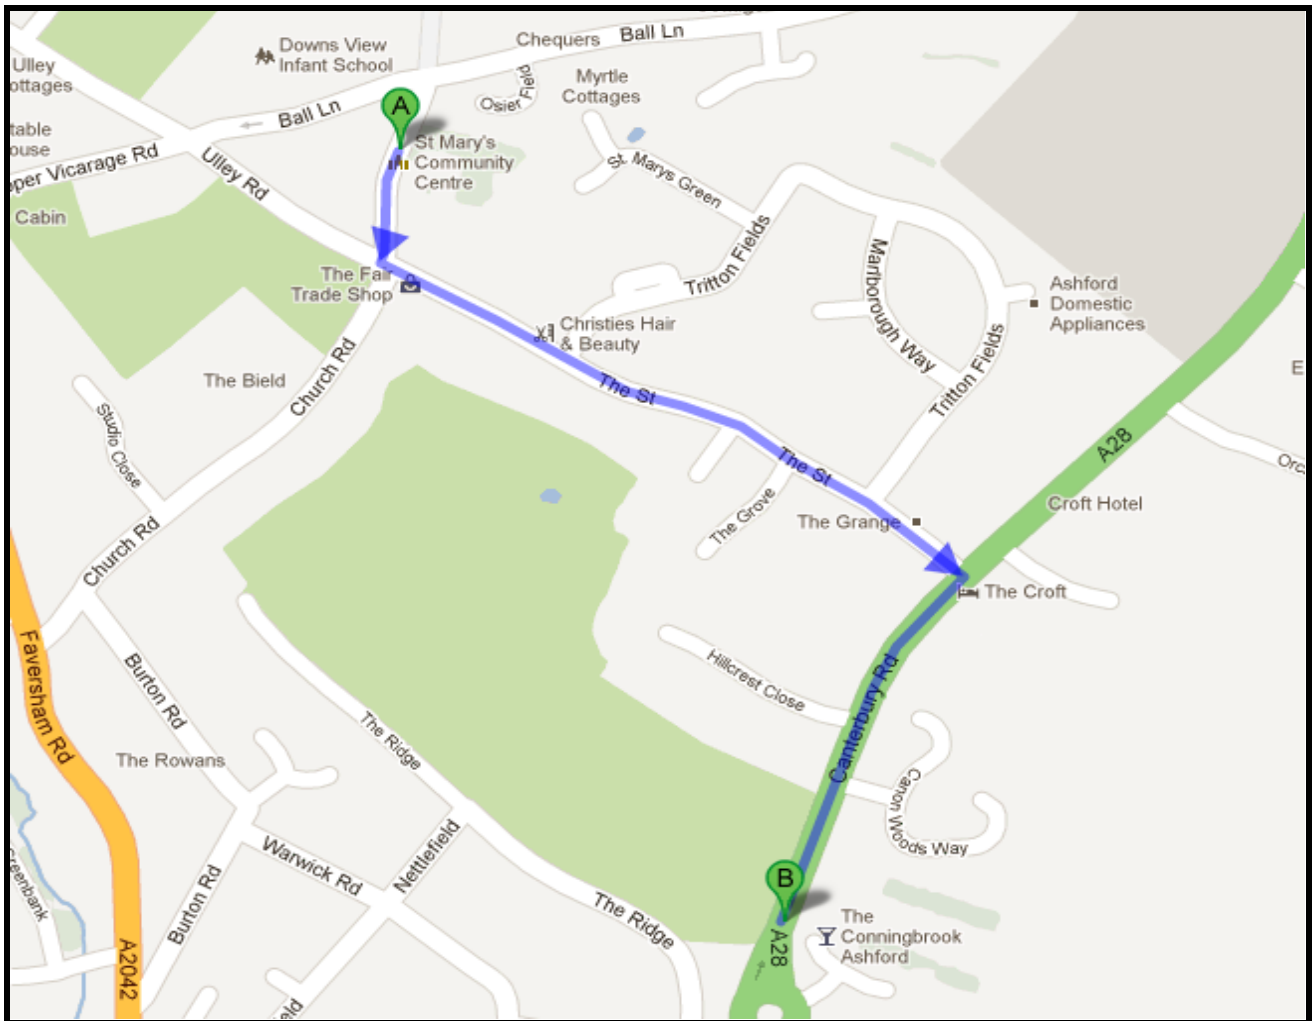 Downs View
Infant School
Chequers
Ball Ln
Ulley
ottages
Myrtle
Cottages
Osier Field
A
Ball Ln
table
ouse
St Mary's
Community
Centre
per Vicarage Rd
Ulley Rd
St. Marys Green
Cabin
Tritton Fields
Marlborough Way
The Fair
Trade Shop
Ashford
Domestic
Appliances
Christies Hair
& Beauty
Church Rd
The Bield
The St
Tritton Fields
E
Studio Close
A28
The St
Orc
Croft Hotel
The Grove
The Grange
Church Rd
The Croft
Faversham Rd
Burton Rd
Hillcrest Close
Canterbury Rd
The Ridge
The Rowans
Canon Woods Way
Warwick Rd
Nettlefield
B
Greenbank
Burton Rd
The Ridge
The
Conningbrook
Ashford
A28
A2042
eld